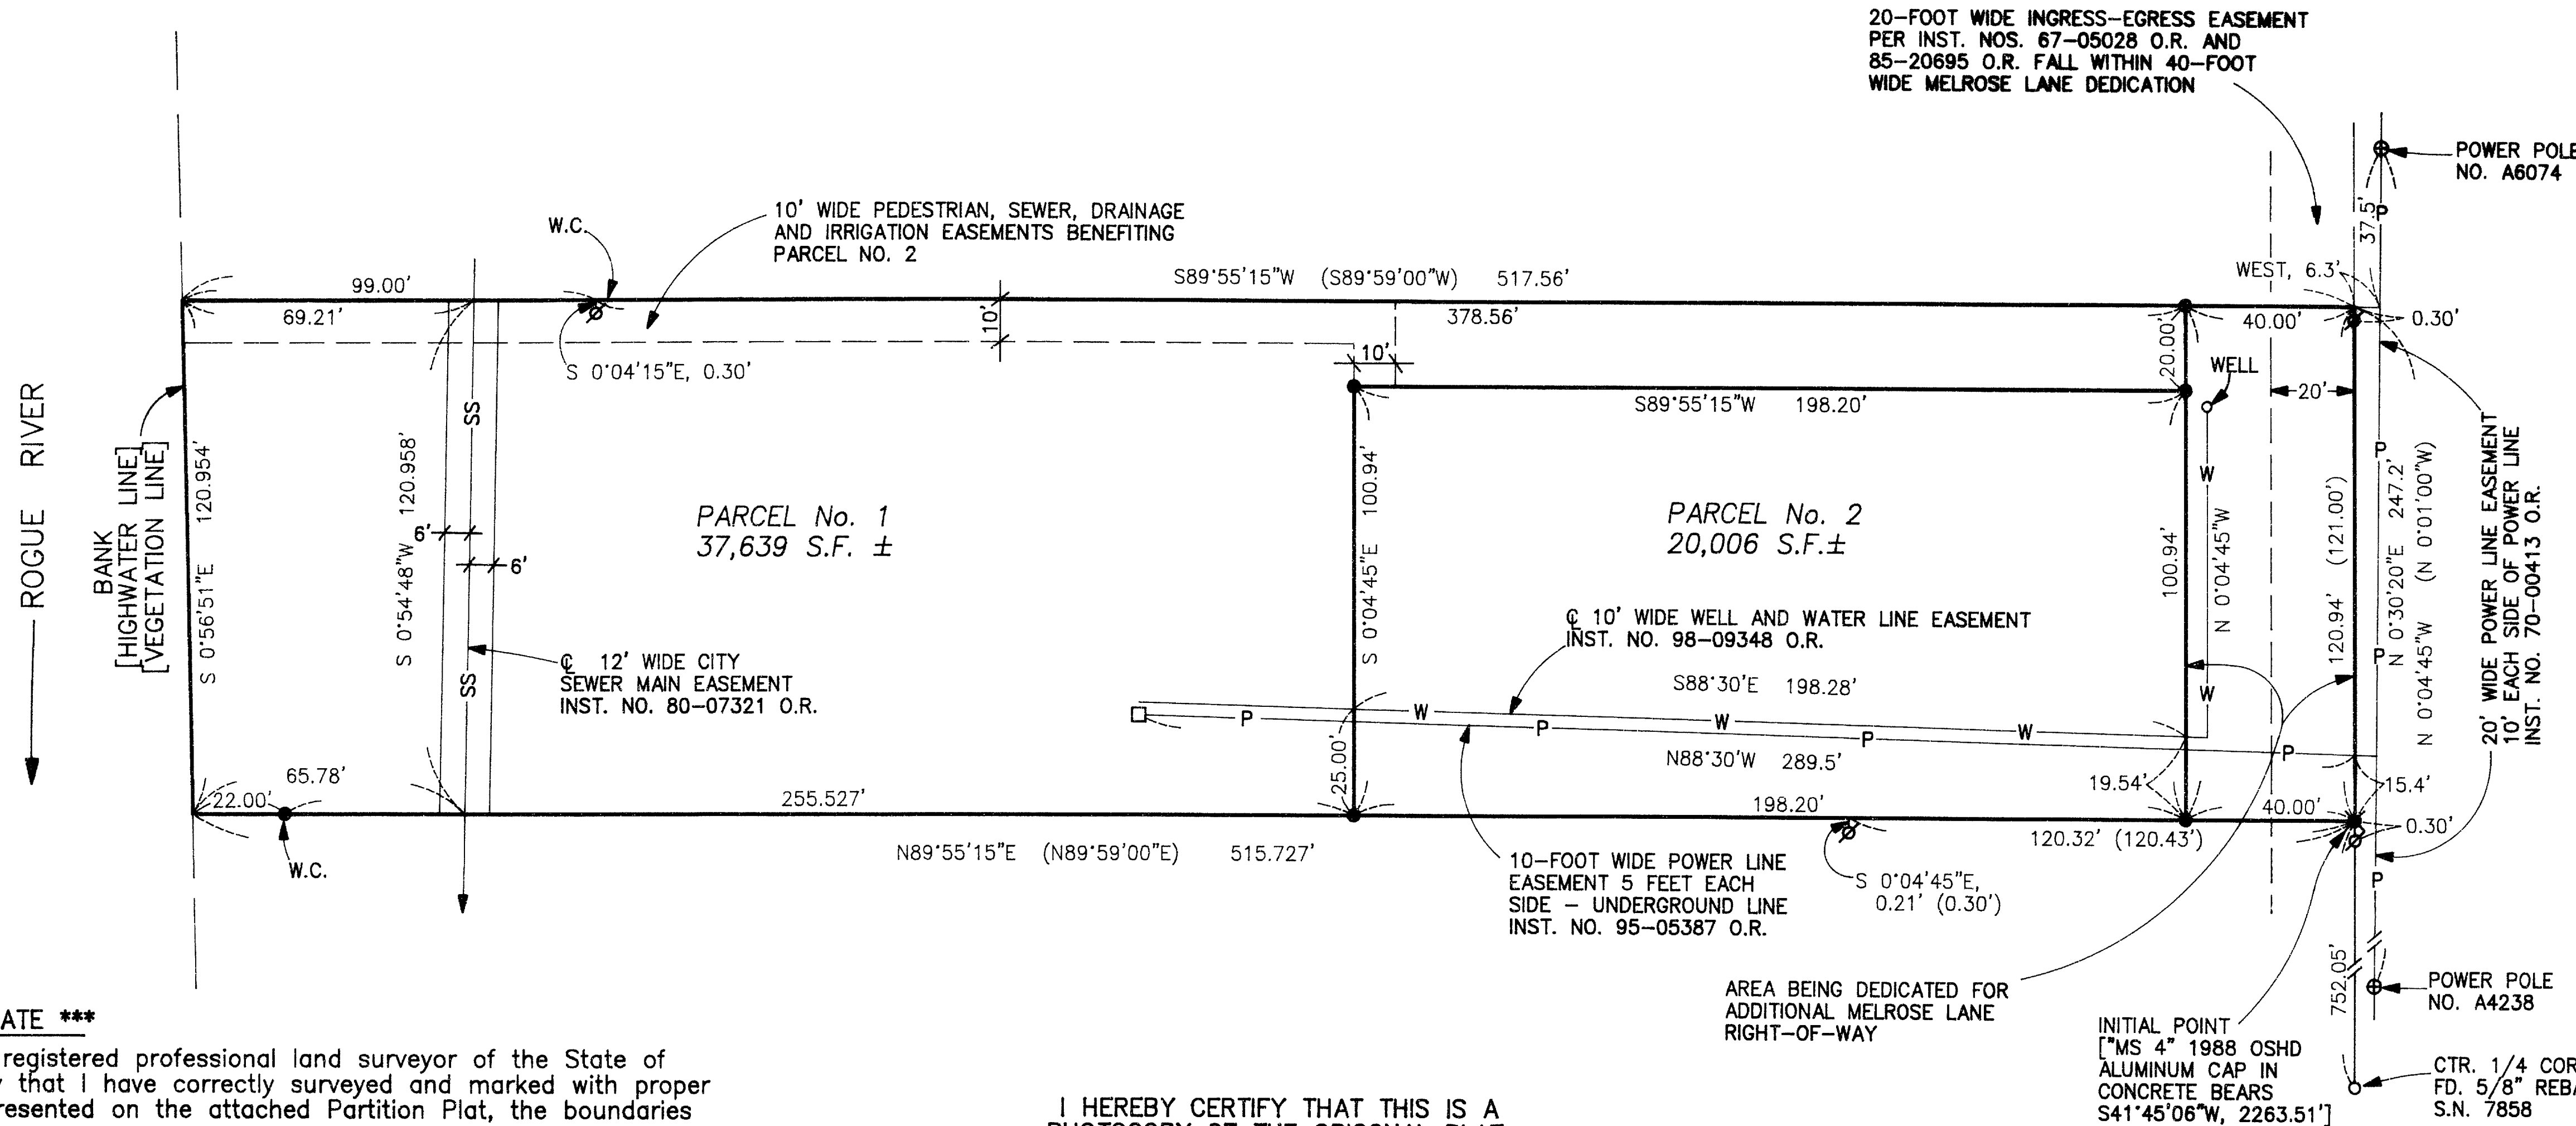 20-FOOT WIDE INGRESS-EGRESS EASEMENT
PER INST. NOS. 67-05028 O.R. AND
85-20695 O.R. FALL WITHIN 40-FOOT
WIDE MELROSE LANE DEDICATION
POWER POLE
NO. A6074
37.5'
P
10' WIDE PEDESTRIAN, SEWER, DRAINAGE
AND IRRIGATION EASEMENTS BENEFITING
PARCEL NO. 2
W.C.
99.00'
69.21'
S89°55'15"W (S89°59'00"W) 517.56'
378.56'
WEST, 6.3'
40.00'
0.30'
10'
S 0°04'15"E, 0.30'
10'
20.00'
WELL
20'
S89°55'15"W 198.20'
ROGUE RIVER
BANK
[HIGHWATER LINE]
[VEGETATION LINE]
S 0°56'51"E 120.954'
S 0°54'48"W 120.958'
SS
6'
6'
SS
PARCEL No. 1
37,639 S.F. ±
S 0°04'45"E 100.94'
PARCEL No. 2
20,006 S.F.±
100.94'
W
N 0°04'45"W
W
120.94' (121.00')
P
P
N 0°30'20"E 247.2'
N 0°04'45"W (N 0°01'00"W)
20' WIDE POWER LINE EASEMENT
10' EACH SIDE OF POWER LINE
INST. NO. 70-00413 O.R.
℄ 12' WIDE CITY
SEWER MAIN EASEMENT
INST. NO. 80-07321 O.R.
℄ 10' WIDE WELL AND WATER LINE EASEMENT
INST. NO. 98-09348 O.R.
S88°30'E 198.28'
W W W
P P P P
N88°30'W 289.5'
25.00'
19.54'
15.4'
65.78'
22.00'
255.527'
198.20'
40.00'
0.30'
W.C.
N89°55'15"E (N89°59'00"E) 515.727'
120.32' (120.43')
10-FOOT WIDE POWER LINE
EASEMENT 5 FEET EACH
SIDE - UNDERGROUND LINE
INST. NO. 95-05387 O.R.
S 0°04'45"E,
0.21' (0.30')
P
752.05'
AREA BEING DEDICATED FOR
ADDITIONAL MELROSE LANE
RIGHT-OF-WAY
POWER POLE
NO. A4238
INITIAL POINT
["MS 4" 1988 OSHD
ALUMINUM CAP IN
CONCRETE BEARS
S41°45'06"W, 2263.51']
CTR. 1/4 COR
FD. 5/8" REBA
S.N. 7858
ATE ***
registered professional land surveyor of the State of
y that I have correctly surveyed and marked with proper
resented on the attached Partition Plat, the boundaries
I HEREBY CERTIFY THAT THIS IS A